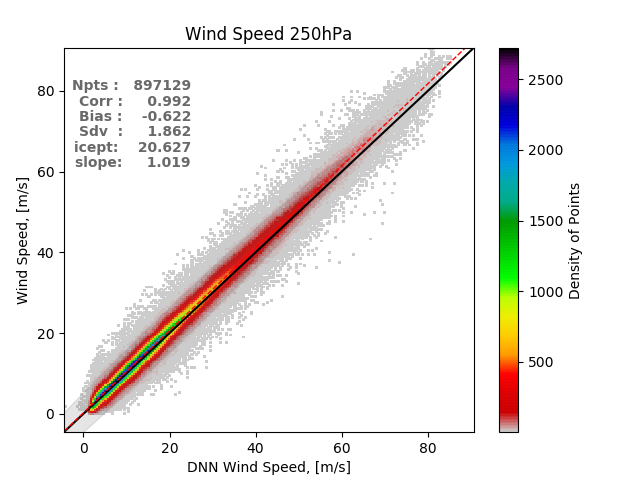 Wind Speed 250hPa
Npts : 897129
Corr : 0.992
Bias : -0.622
Sdv : 1.862
icept: 20.627
slope: 1.019
80
60
40
20
0
Wind Speed, [m/s]
0 20 40 60 80
DNN Wind Speed, [m/s]
2500
2000
1500
1000
500
Density of Points